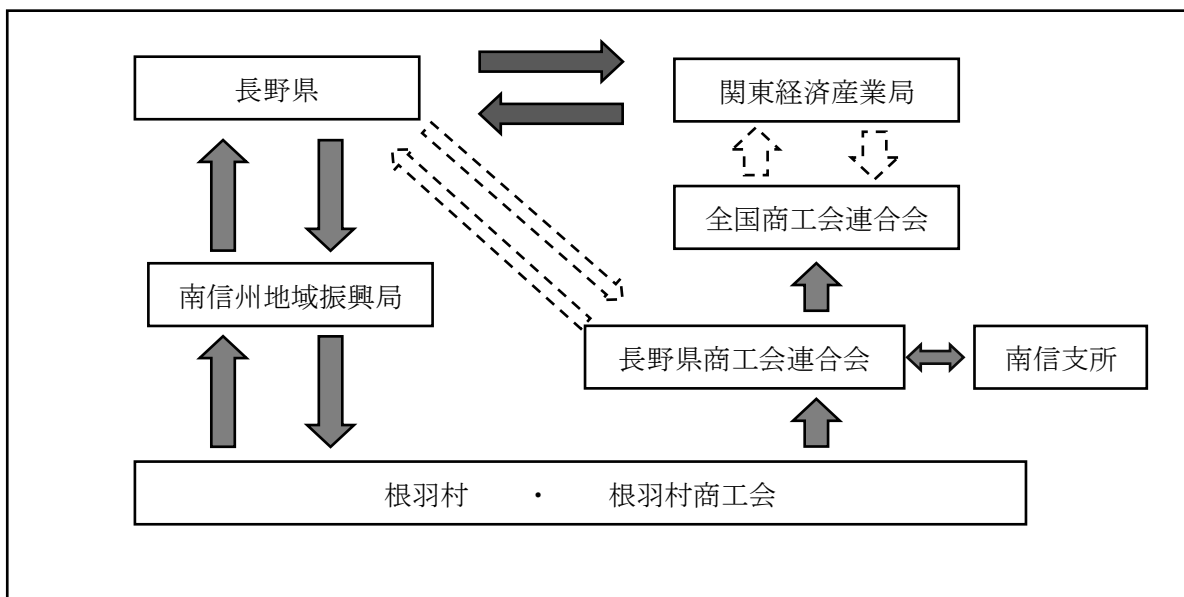 長野県
関東経済産業局
全国商工会連合会
南信州地域振興局
長野県商工会連合会
南信支所
根羽村 ・ 根羽村商工会